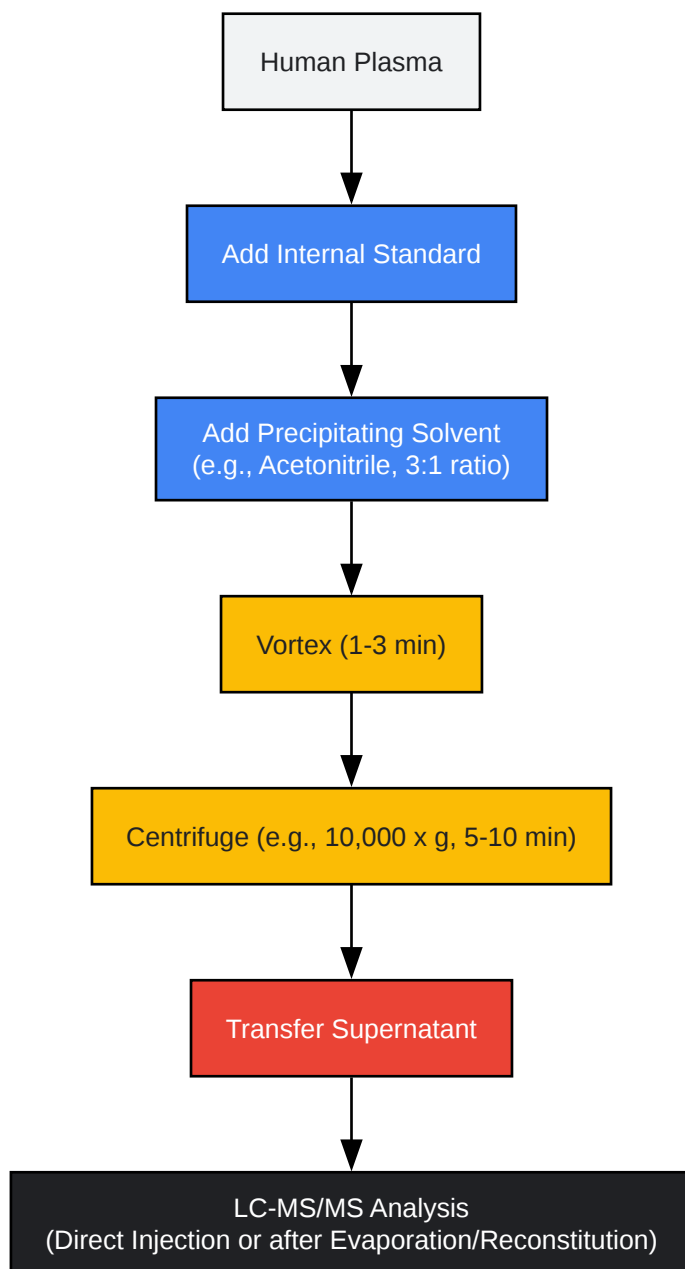 Human Plasma
Add Internal Standard
Add Precipitating Solvent
(e.g., Acetonitrile, 3:1 ratio)
Vortex (1-3 min)
Centrifuge (e.g., 10,000 x g, 5-10 min)
Transfer Supernatant
LC-MS/MS Analysis
(Direct Injection or after Evaporation/Reconstitution)